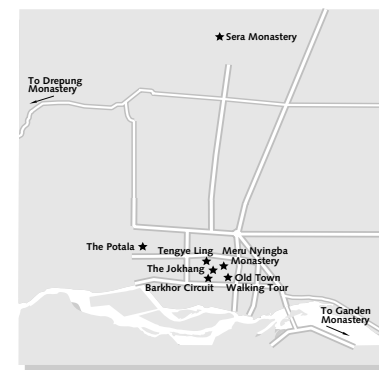 Sera Monastery
To Drepung
Monastery
The Potala
Tengye Ling
Meru Nyingba
Monastery
The Jokhang
Old Town
Walking Tour
Barkhor Circuit
To Ganden
Monastery